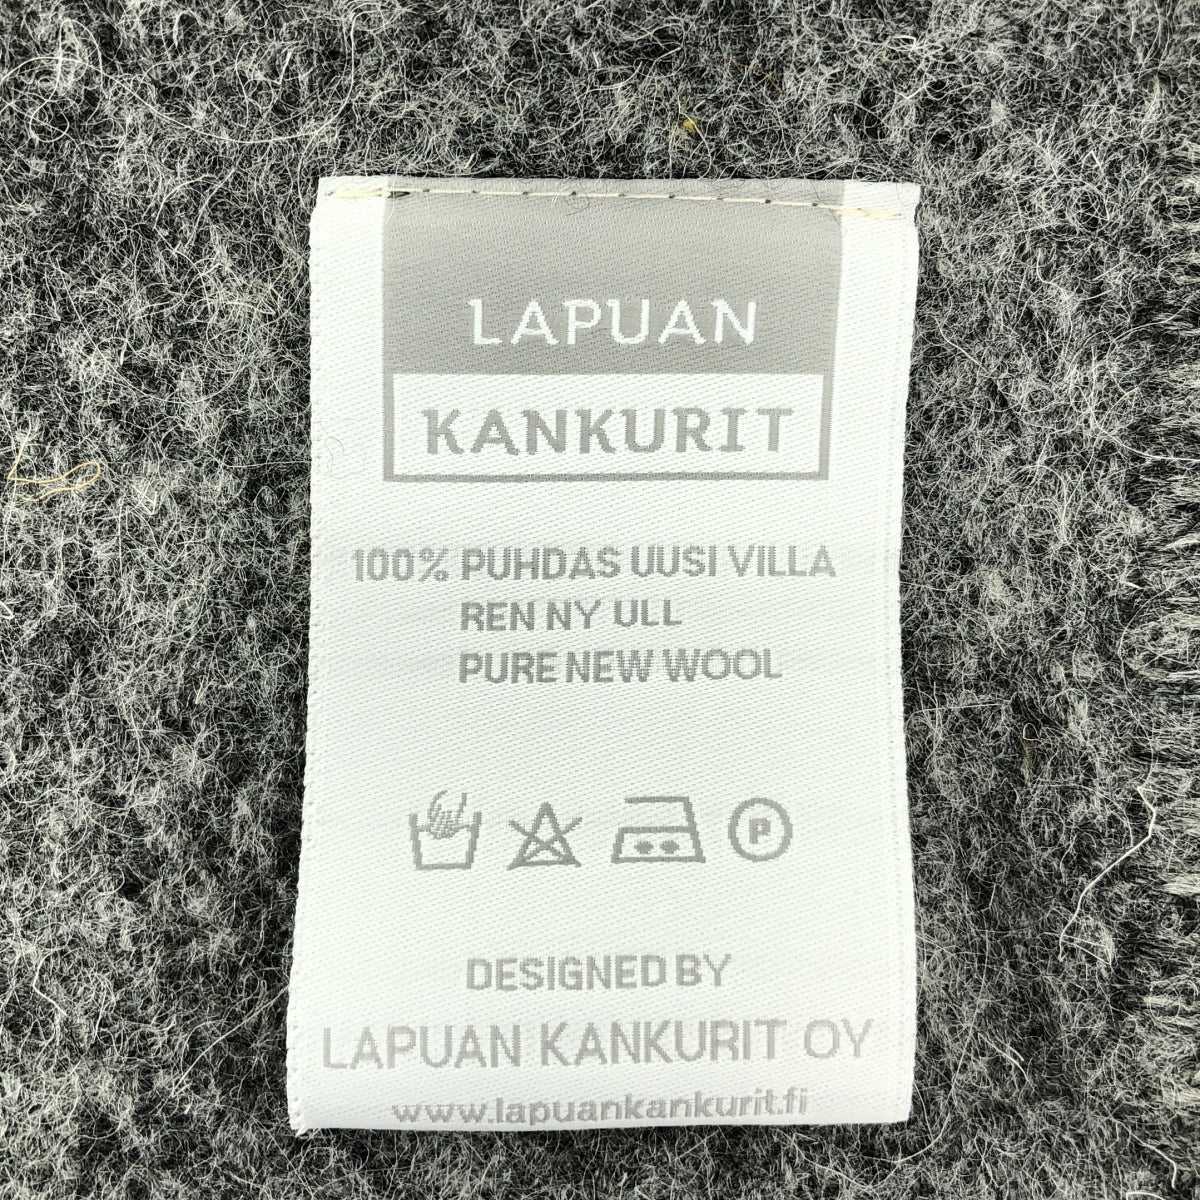 LAPUAN
KANKURIT
100% PUHDAS UUSI VILLA
REN NY ULL
PURE NEW WOOL
P
DESIGNED BY
LAPUAN KANKURIT OY
www.lapuankankurit.fi